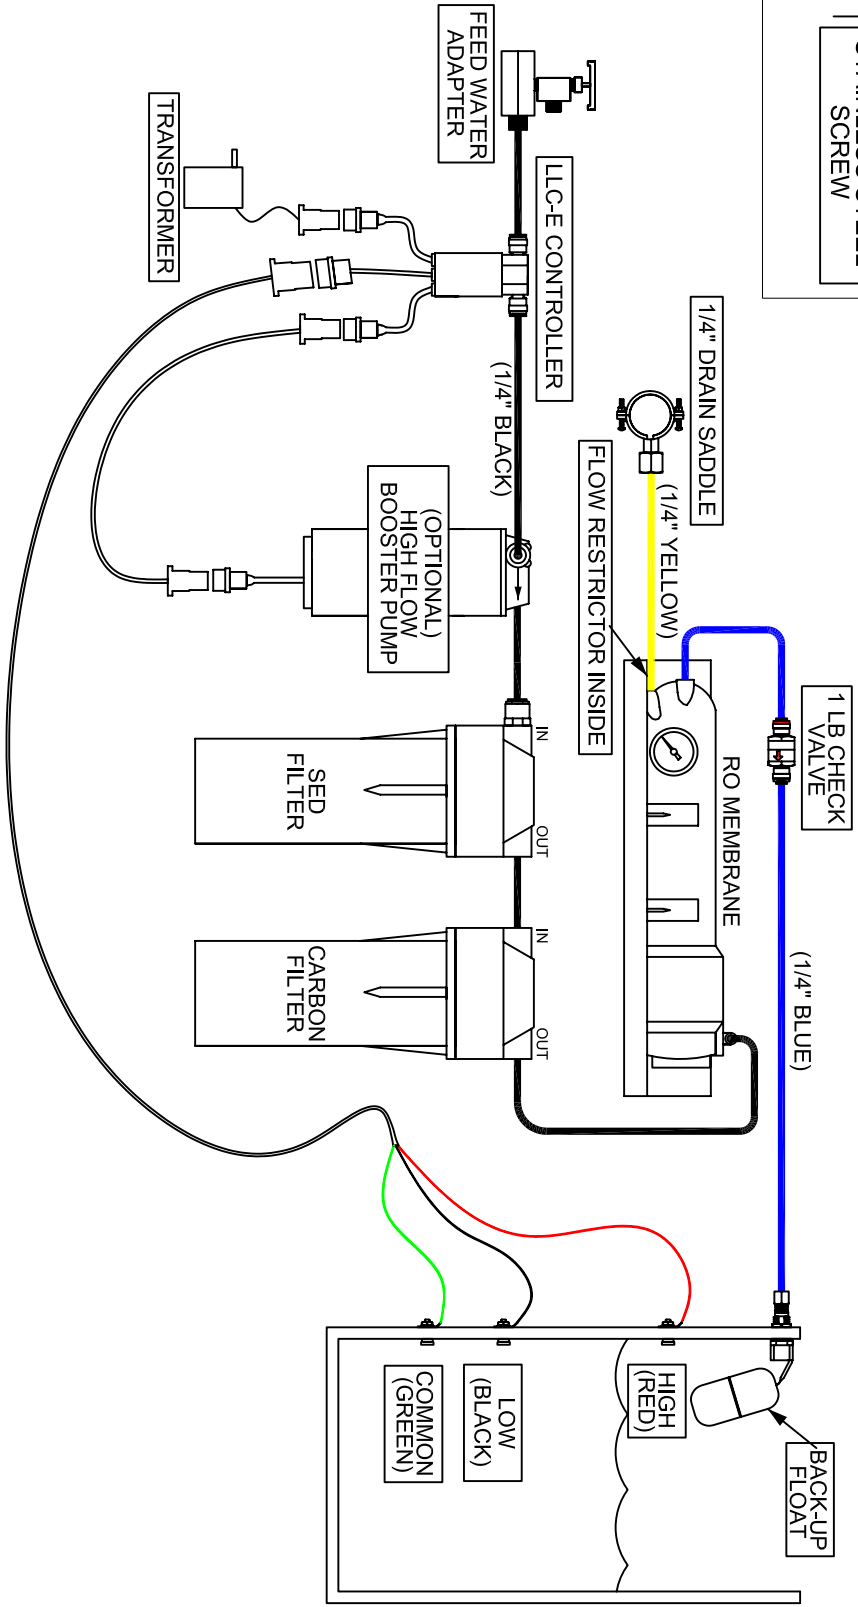 SCREW
1 LB CHECK
VALVE
(1/4" BLUE)
BACK-UP
FLOAT
1/4" DRAIN SADDLE
(1/4" YELLOW)
RO MEMBRANE
FLOW RESTRICTOR INSIDE
HIGH
(RED)
FEED WATER
ADAPTER
LLC-E CONTROLLER
(1/4" BLACK)
IN
OUT
IN
OUT
LOW
(BLACK)
(OPTIONAL)
HIGH FLOW
BOOSTER PUMP
COMMON
(GREEN)
SED
FILTER
CARBON
FILTER
TRANSFORMER